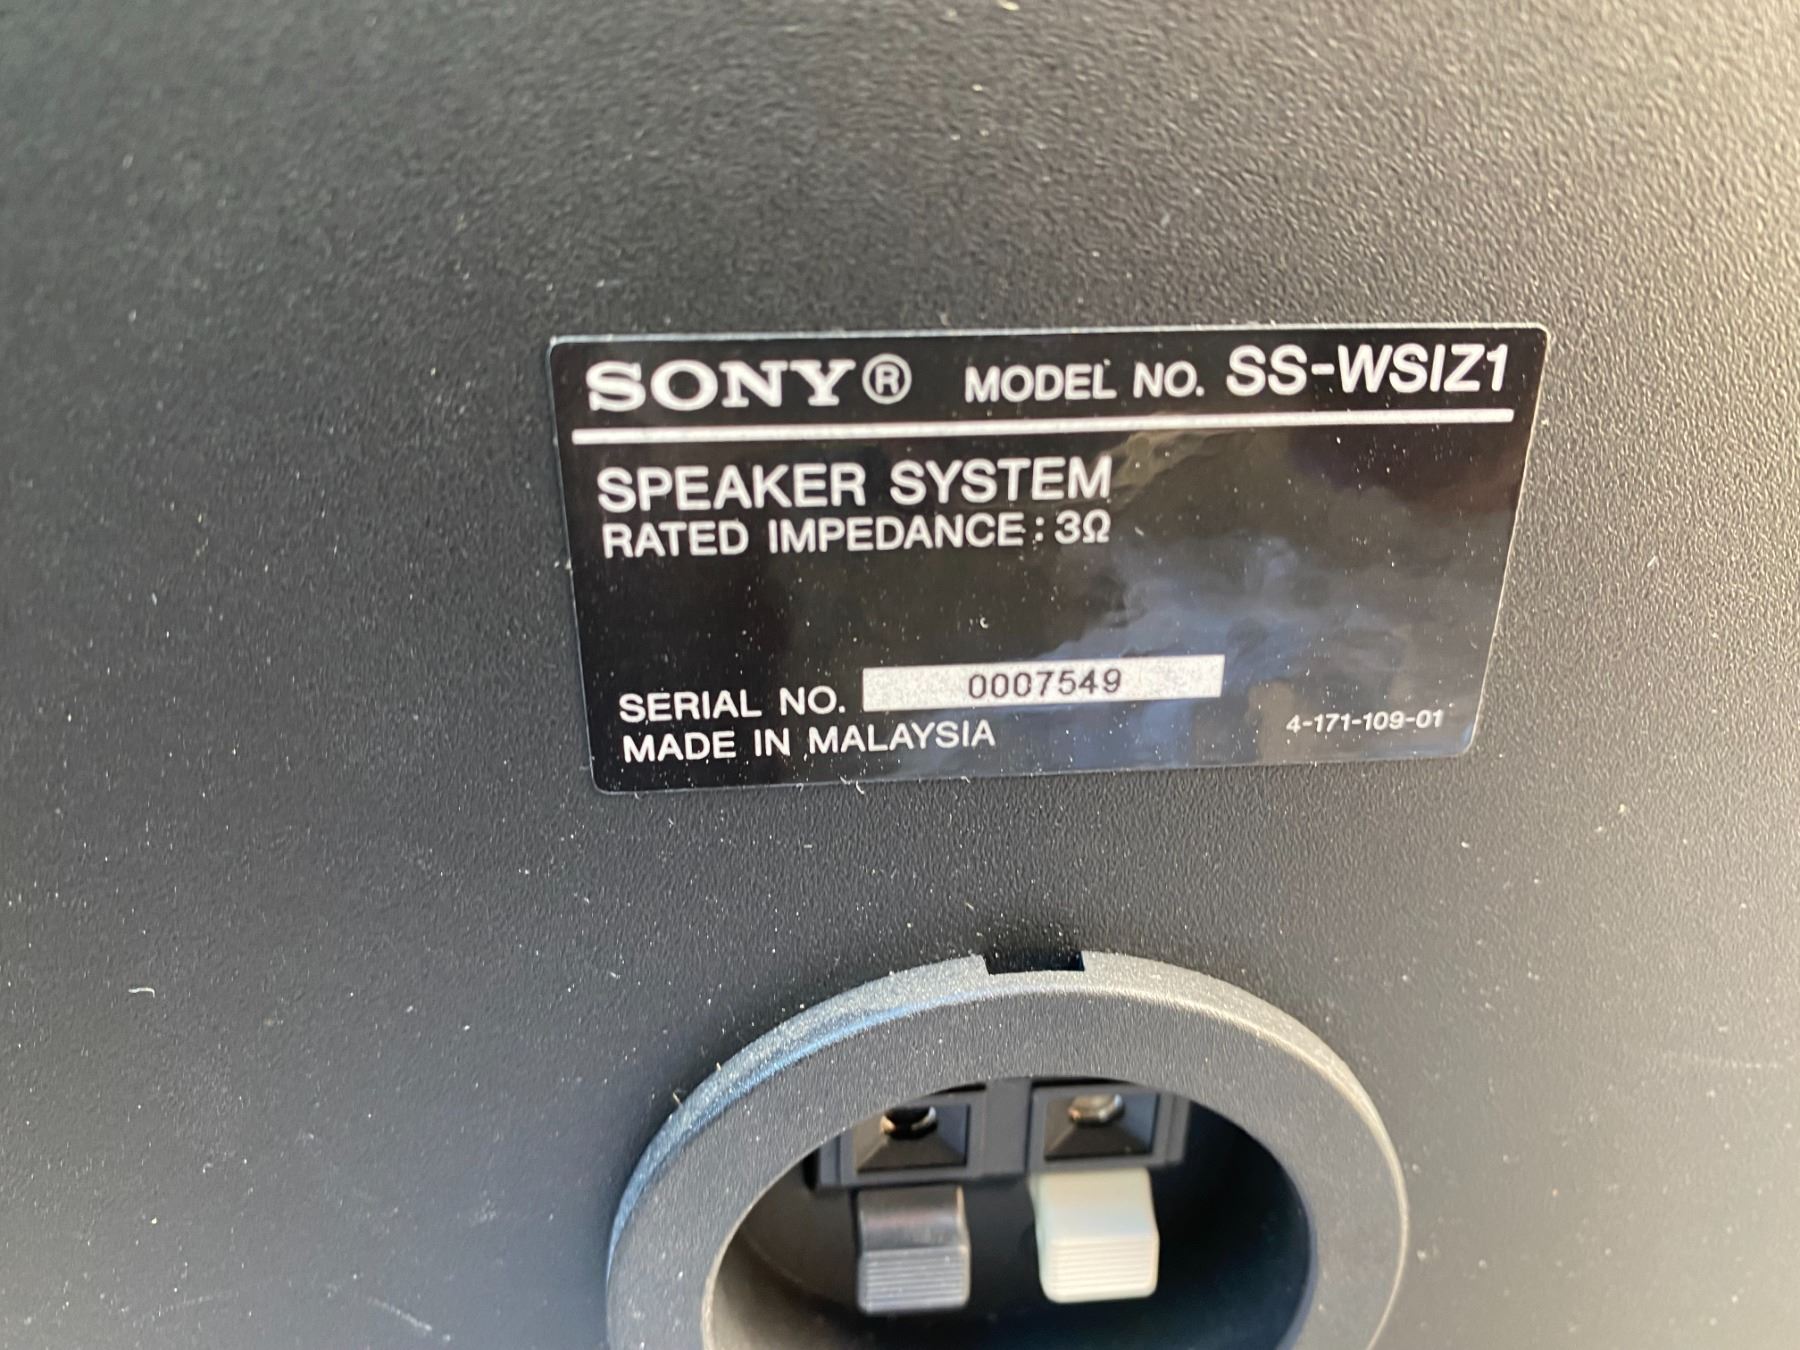 SONY® MODEL NO. SS-WSIZ1
SPEAKER SYSTEM
RATED IMPEDANCE : 3Ω
SERIAL NO. 0007549
MADE IN MALAYSIA 4-171-109-01